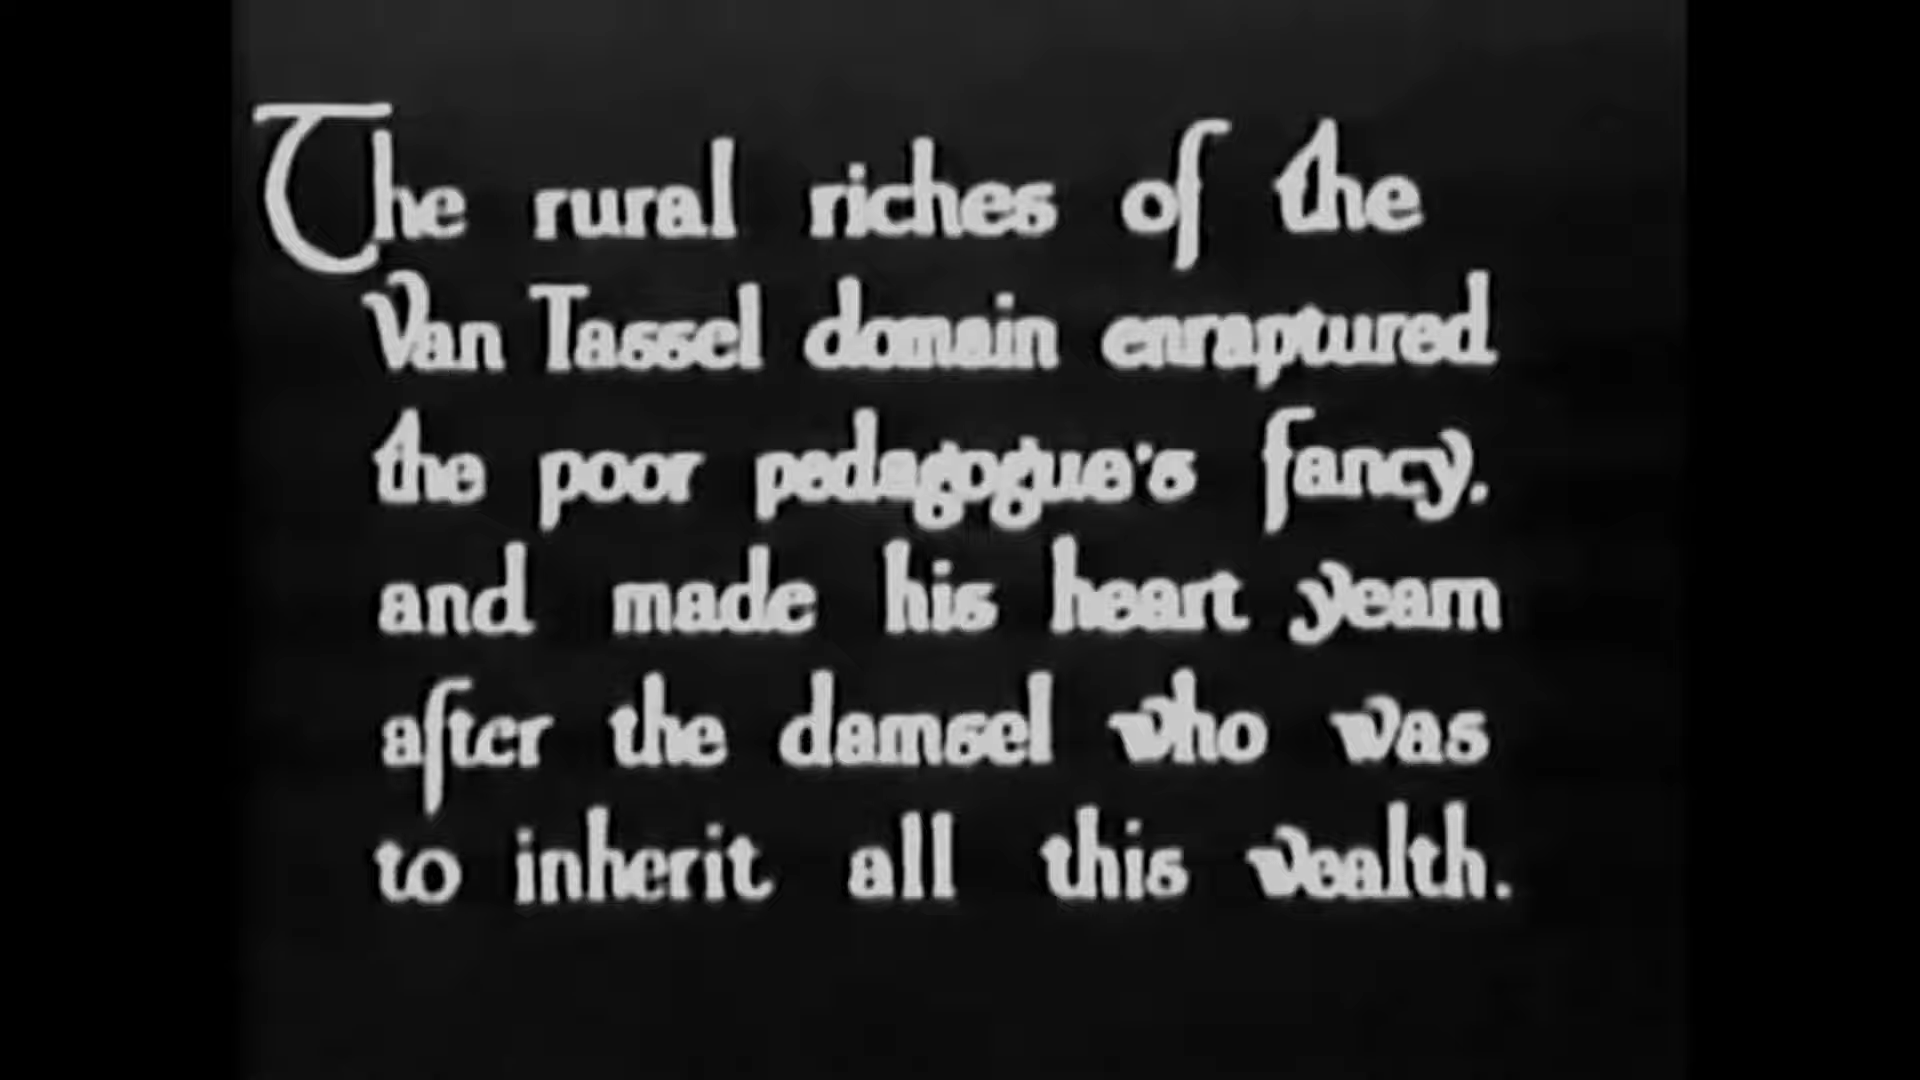 The rural riches of the
Van Tassel domain enraptured
the poor pedagogue's fancy,
and made his heart yearn
after the damsel who was
to inherit all this wealth.